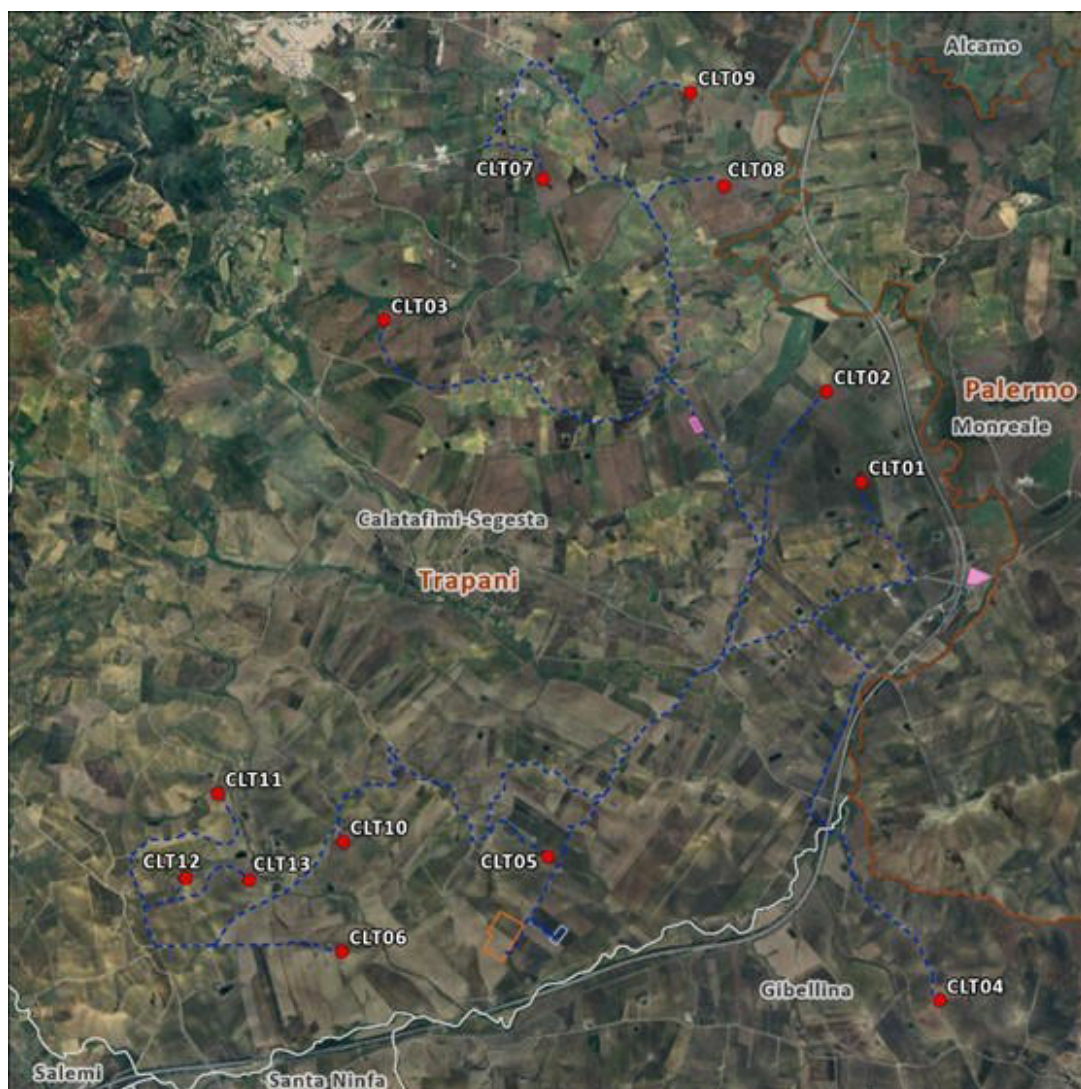 Alcamo
CLT09
CLT07
CLT08
CLT03
CLT02
Palermo
Monreale
CLT01
Calatafimi-Segesta
Trapani
CLT11
CLT10
CLT12
CLT13
CLT05
CLT06
Gibellina
CLT04
Salemi
Santa Ninfa